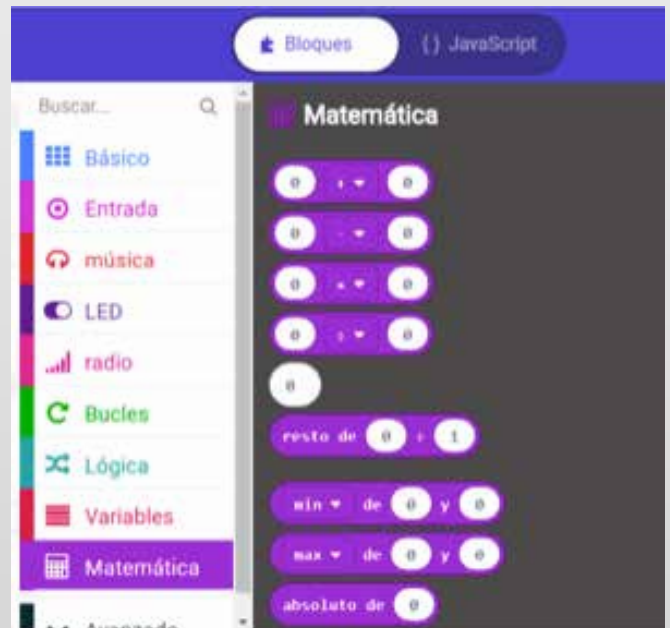 Bloques
{} JavaScript
Buscar...
Básico
Entrada
música
LED
radio
Bucles
Lógica
Variables
Matemática
Avanzado
Matemática
0 + 0
0 - 0
0 × 0
0 ÷ 0
0
resto de 0 ÷ 1
min de 0 y 0
max de 0 y 0
absoluto de 0